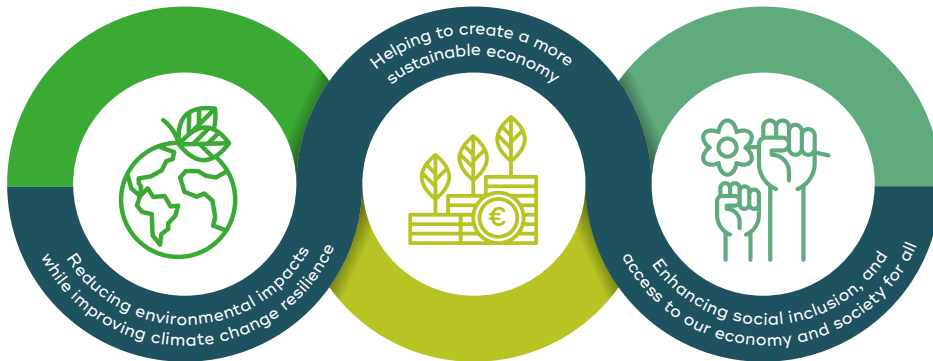 Reducing environmental impacts
while improving climate change resilience
Helping to create a more
sustainable economy
€
Enhancing social inclusion, and
access to our economy and society for all